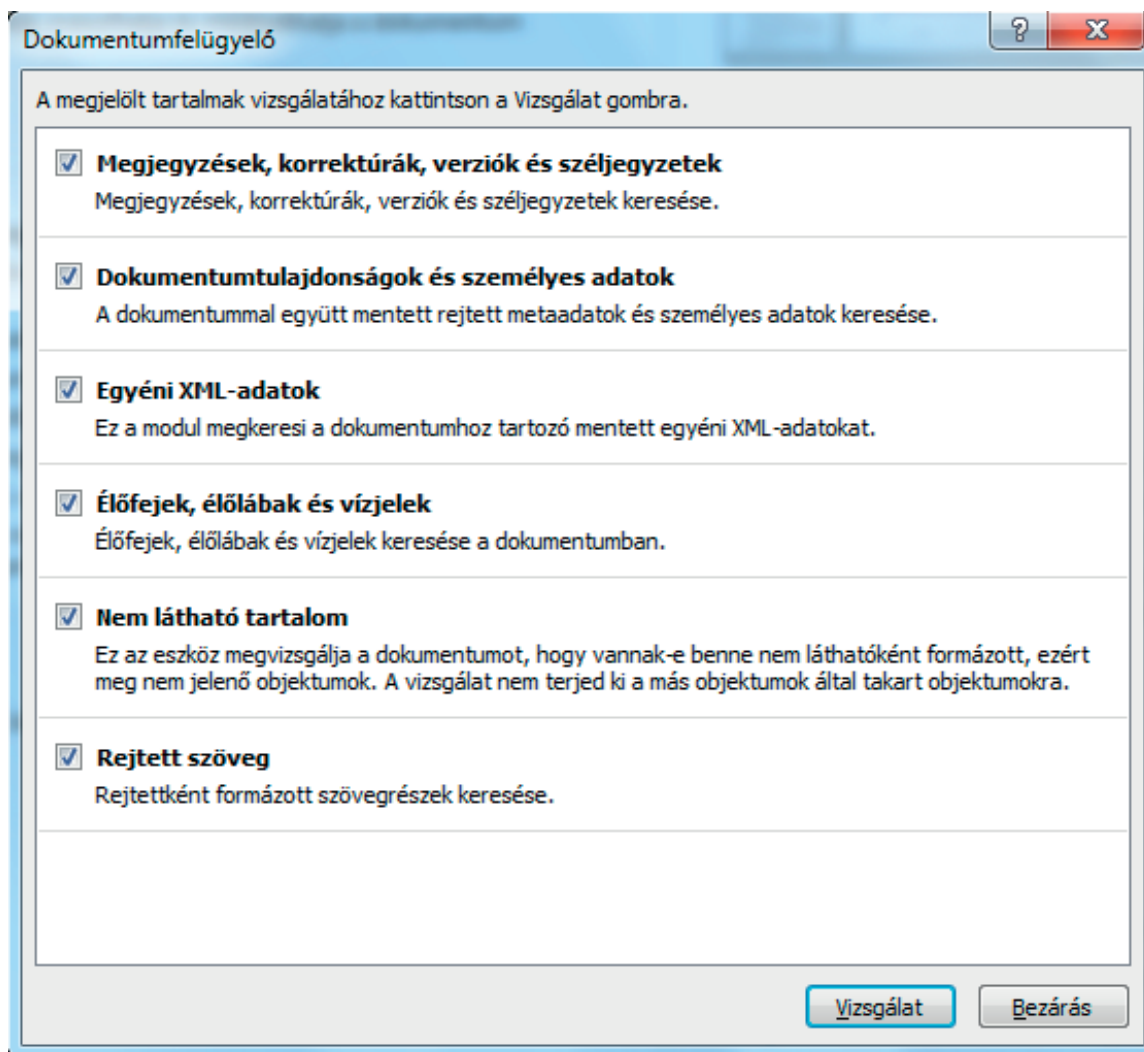 Dokumentumfelügyelő
A megjelölt tartalmak vizsgálatához kattintson a Vizsgálat gombra.
Megjegyzések, korrektúrák, verziók és széljegyzetek
Megjegyzések, korrektúrák, verziók és széljegyzetek keresése.
Dokumentumtulajdonságok és személyes adatok
A dokumentummal együtt mentett rejtett metaadatok és személyes adatok keresése.
Egyéni XML-adatok
Ez a modul megkeresi a dokumentumhoz tartozó mentett egyéni XML-adatokat.
Élőfejek, élőlábak és vízjelek
Élőfejek, élőlábak és vízjelek keresése a dokumentumban.
Nem látható tartalom
Ez az eszköz megvizsgálja a dokumentumot, hogy vannak-e benne nem láthatóként formázott, ezért
meg nem jelenő objektumok. A vizsgálat nem terjed ki a más objektumok által takart objektumokra.
Rejtett szöveg
Rejtettként formázott szövegrészek keresése.
Vizsgálat Bezárás